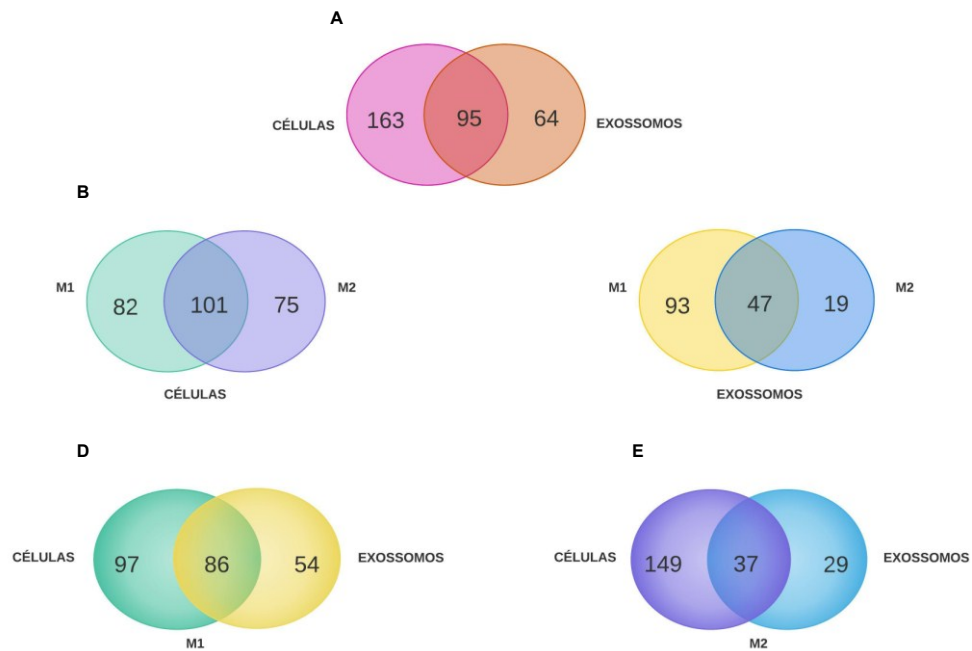 A
CÉLULAS 163 95 64 EXOSSOMOS
B
M1 82 101 75 M2
CÉLULAS
M1 93 47 19 M2
EXOSSOMOS
D
CÉLULAS 97 86 54 EXOSSOMOS
M1
E
CÉLULAS 149 37 29 EXOSSOMOS
M2